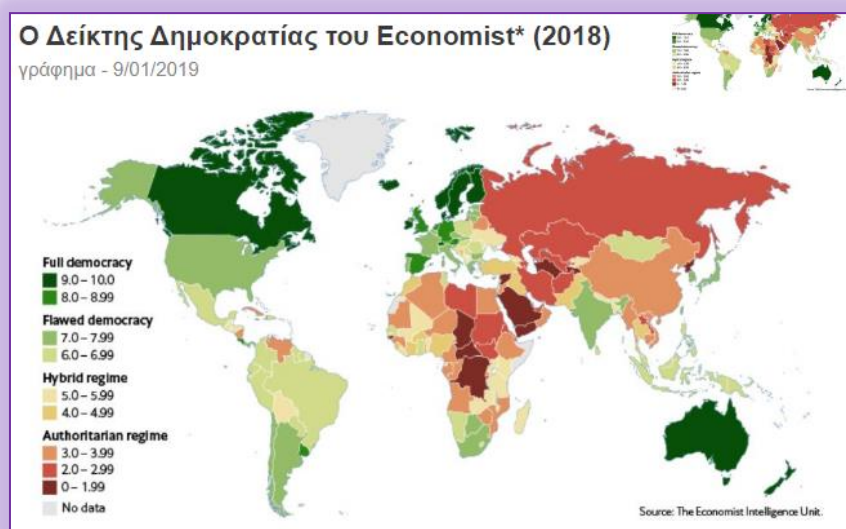 Ο Δείκτης Δημοκρατίας του Economist* (2018)
γράφημα - 9/01/2019
Full democracy
9.0 – 10.0
8.0 – 8.99
Flawed democracy
7.0 – 7.99
6.0 – 6.99
Hybrid regime
5.0 – 5.99
4.0 – 4.99
Authoritarian regime
3.0 – 3.99
2.0 – 2.99
0 – 1.99
No data
Source: The Economist Intelligence Unit.